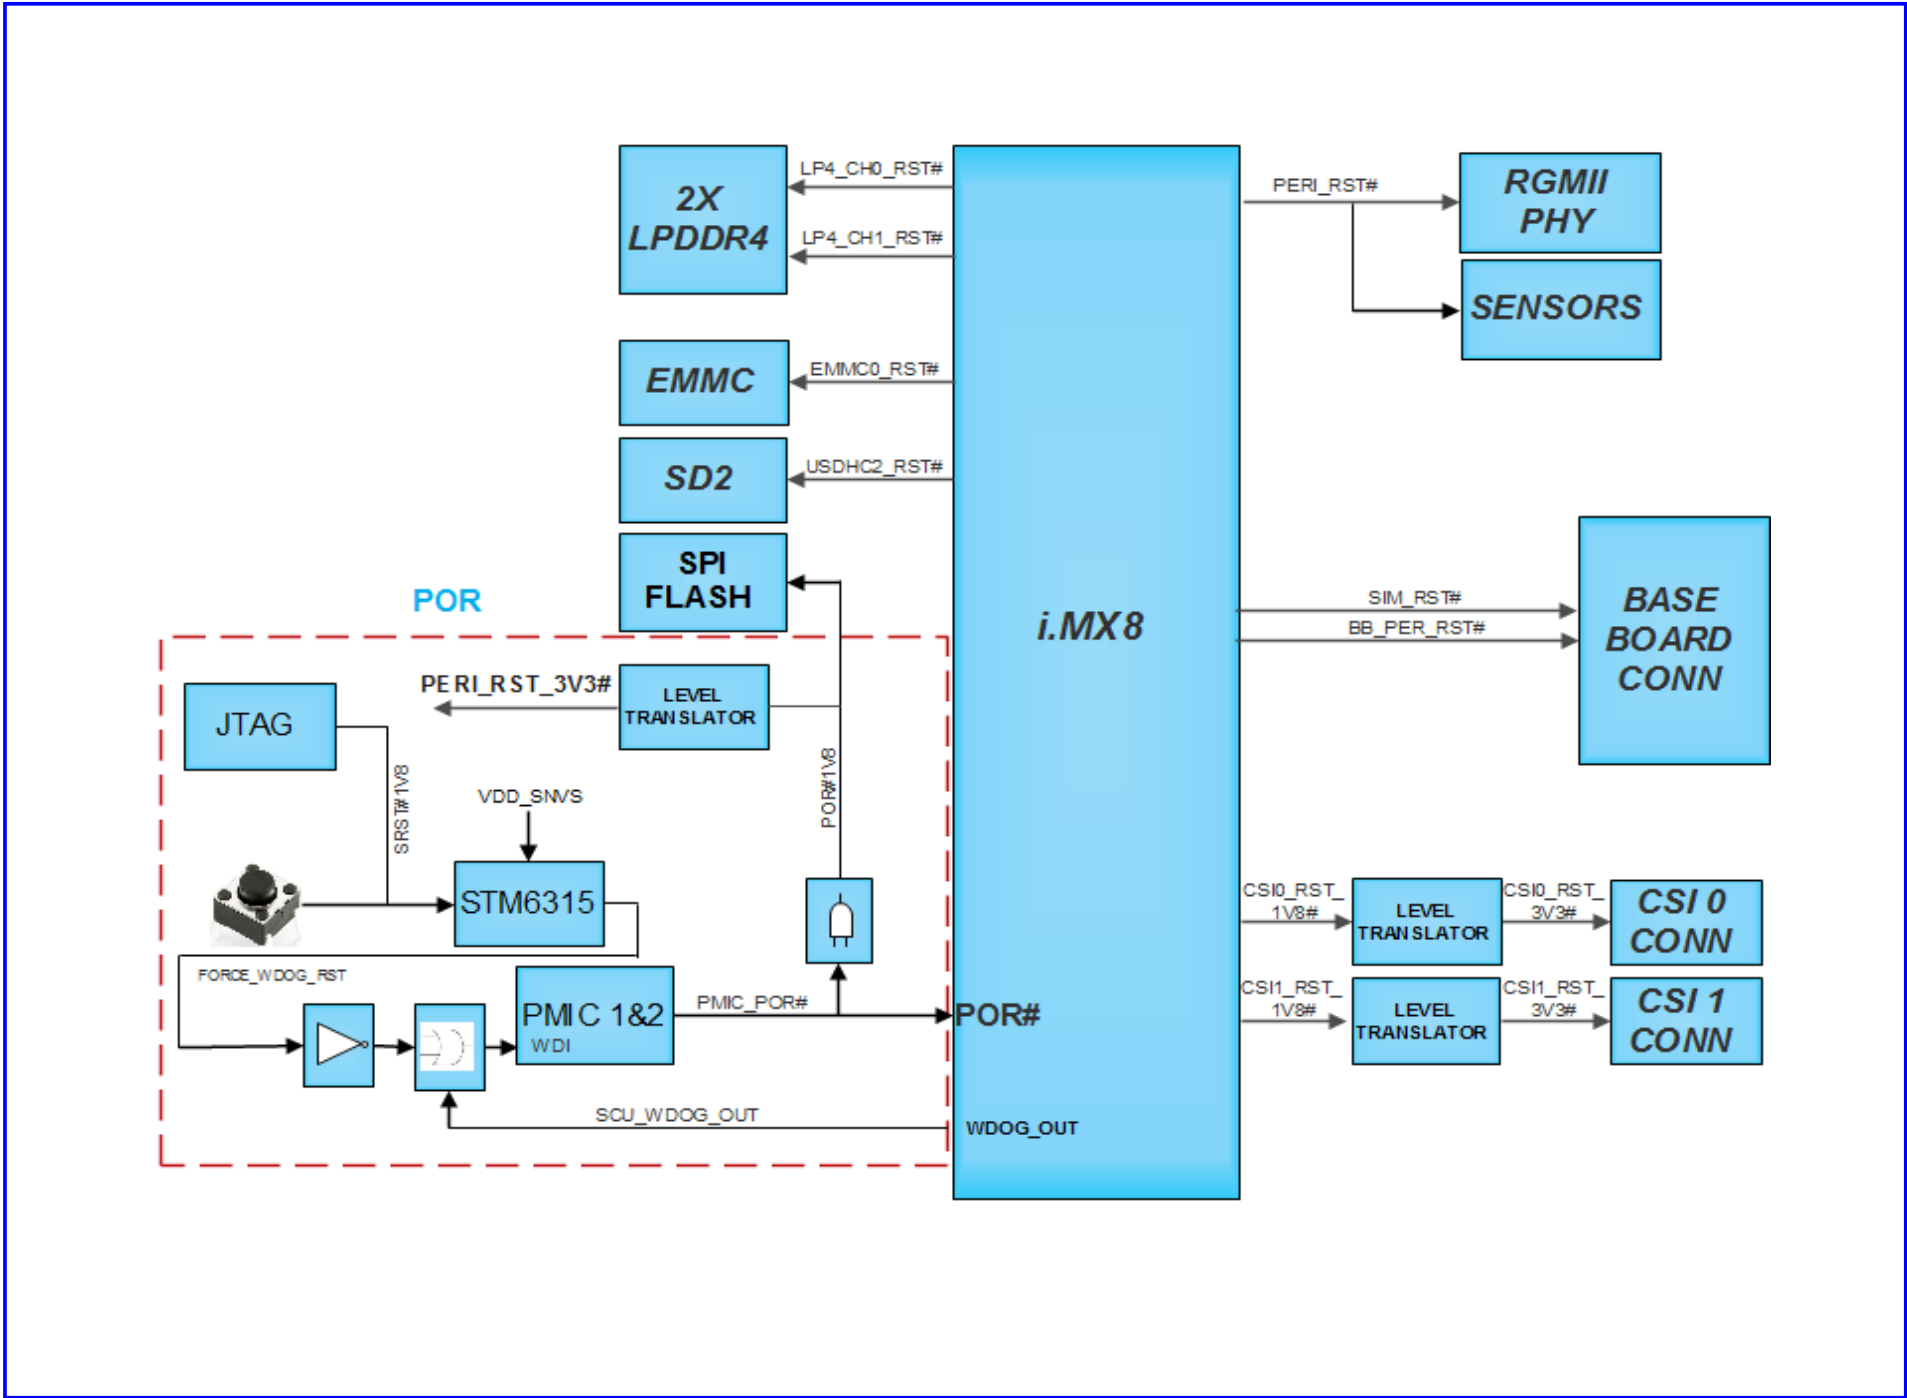 2X
LPDDR4
LP4_CH0_RST#
LP4_CH1_RST#
PERI_RST#
RGMII
PHY
SENSORS
EMMC
EMMC0_RST#
SD2
USDHC2_RST#
SPI
FLASH
POR
i.MX8
SIM_RST#
BB_PER_RST#
BASE
BOARD
CONN
PERI_RST_3V3#
LEVEL
TRANSLATOR
JTAG
SRST#1V8
VDD_SNVS
POR#1V8
STM6315
FORCE_WDOG_RST
PMIC 1&2
WDI
PMIC_POR#
POR#
SCU_WDOG_OUT
WDOG_OUT
CSI0_RST_
1V8#
LEVEL
TRANSLATOR
CSI0_RST_
3V3#
CSI 0
CONN
CSI1_RST_
1V8#
LEVEL
TRANSLATOR
CSI1_RST_
3V3#
CSI 1
CONN